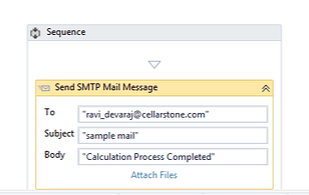 Sequence
Send SMTP Mail Message
To "ravi_devaraj@cellarstone.com"
Subject "sample mail"
Body "Calculation Process Completed"
Attach Files